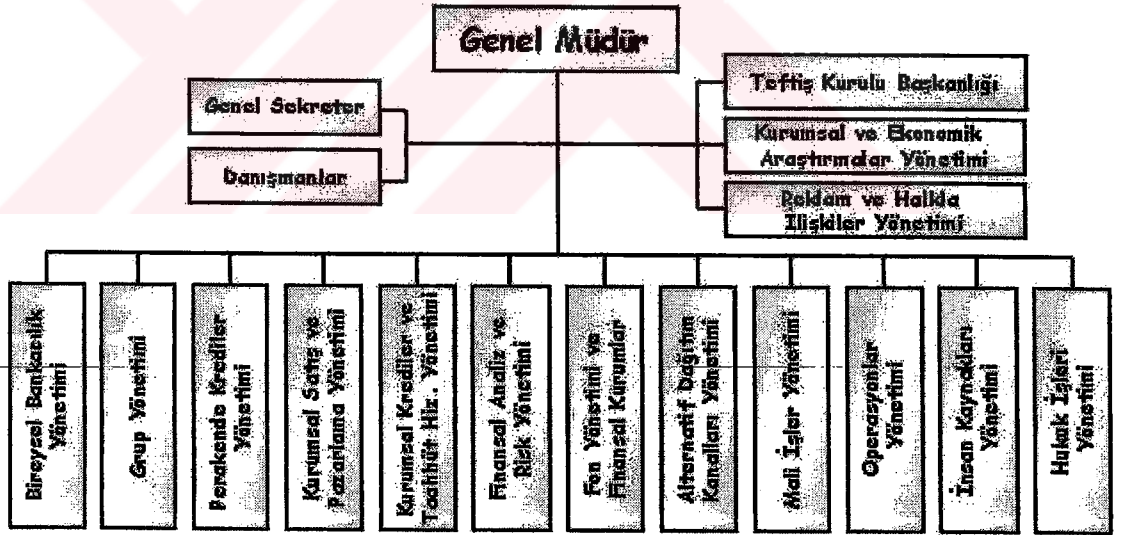 Genel Müdür
Genel Sekreter
Danışmanlar
Teftiş Kurulu Başkanlığı
Kurumsal ve Ekonomik
Araştırmalar Yönetimi
Reklam ve Halkla
İlişkiler Yönetimi
Bireysel Bankacılık
Yönetimi
Grup Yönetimi
Perakende Krediler
Yönetimi
Kurumsal Satış ve
Pazarlama Yönetimi
Kurumsal Krediler ve
Taahhüt Hiz. Yönetimi
Finansal Analiz ve
Risk Yönetimi
Fon Yönetimi ve
Finansal Kurumlar
Alternatif Dağıtım
Kanalları Yönetimi
Mali İşler Yönetimi
Operasyonlar
Yönetimi
İnsan Kaynakları
Yönetimi
Hukuk İşleri
Yönetimi